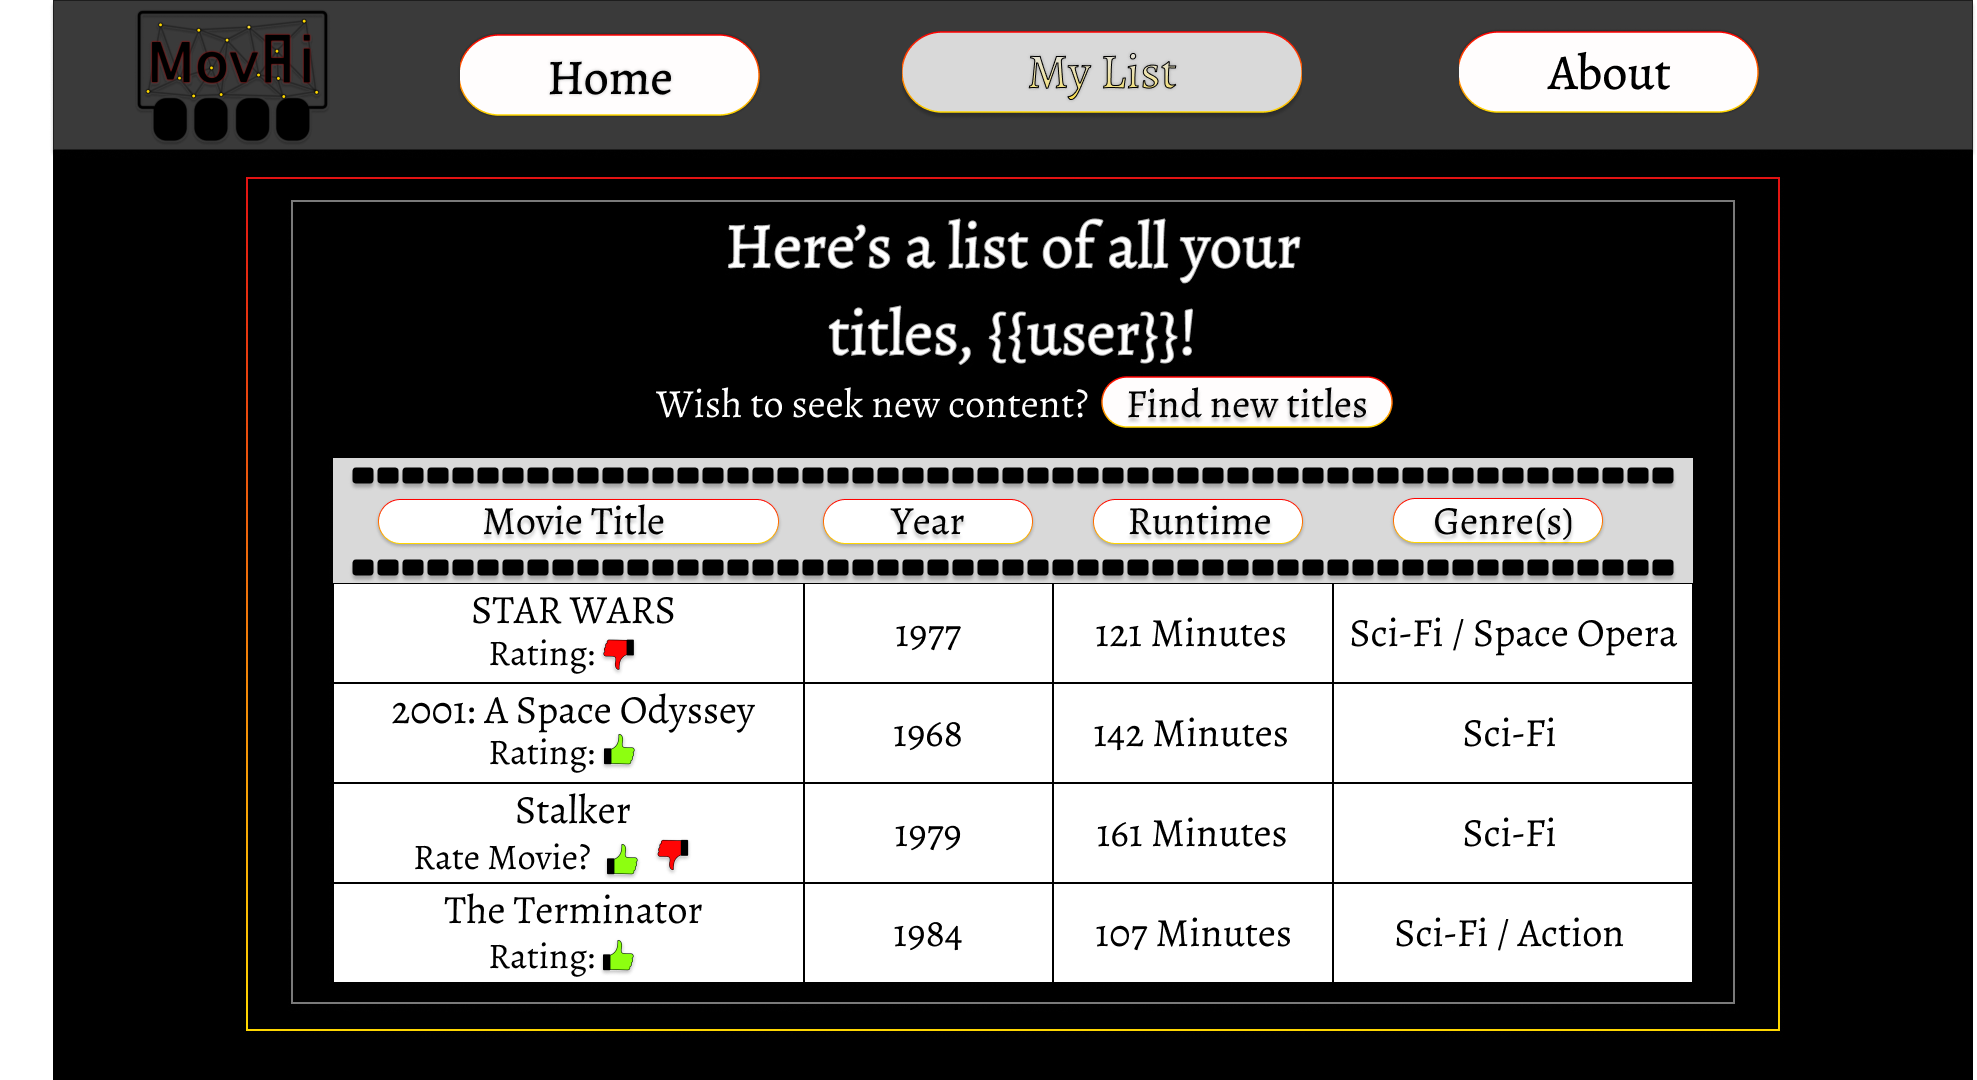 MovAi
Home
My List
About
Here’s a list of all your
titles, {{user}}!
Wish to seek new content? Find new titles
Movie Title Year Runtime Genre(s)
STAR WARS
Rating:
1977
121 Minutes
Sci-Fi / Space Opera
2001: A Space Odyssey
Rating:
1968
142 Minutes
Sci-Fi
Stalker
Rate Movie?
1979
161 Minutes
Sci-Fi
The Terminator
Rating:
1984
107 Minutes
Sci-Fi / Action